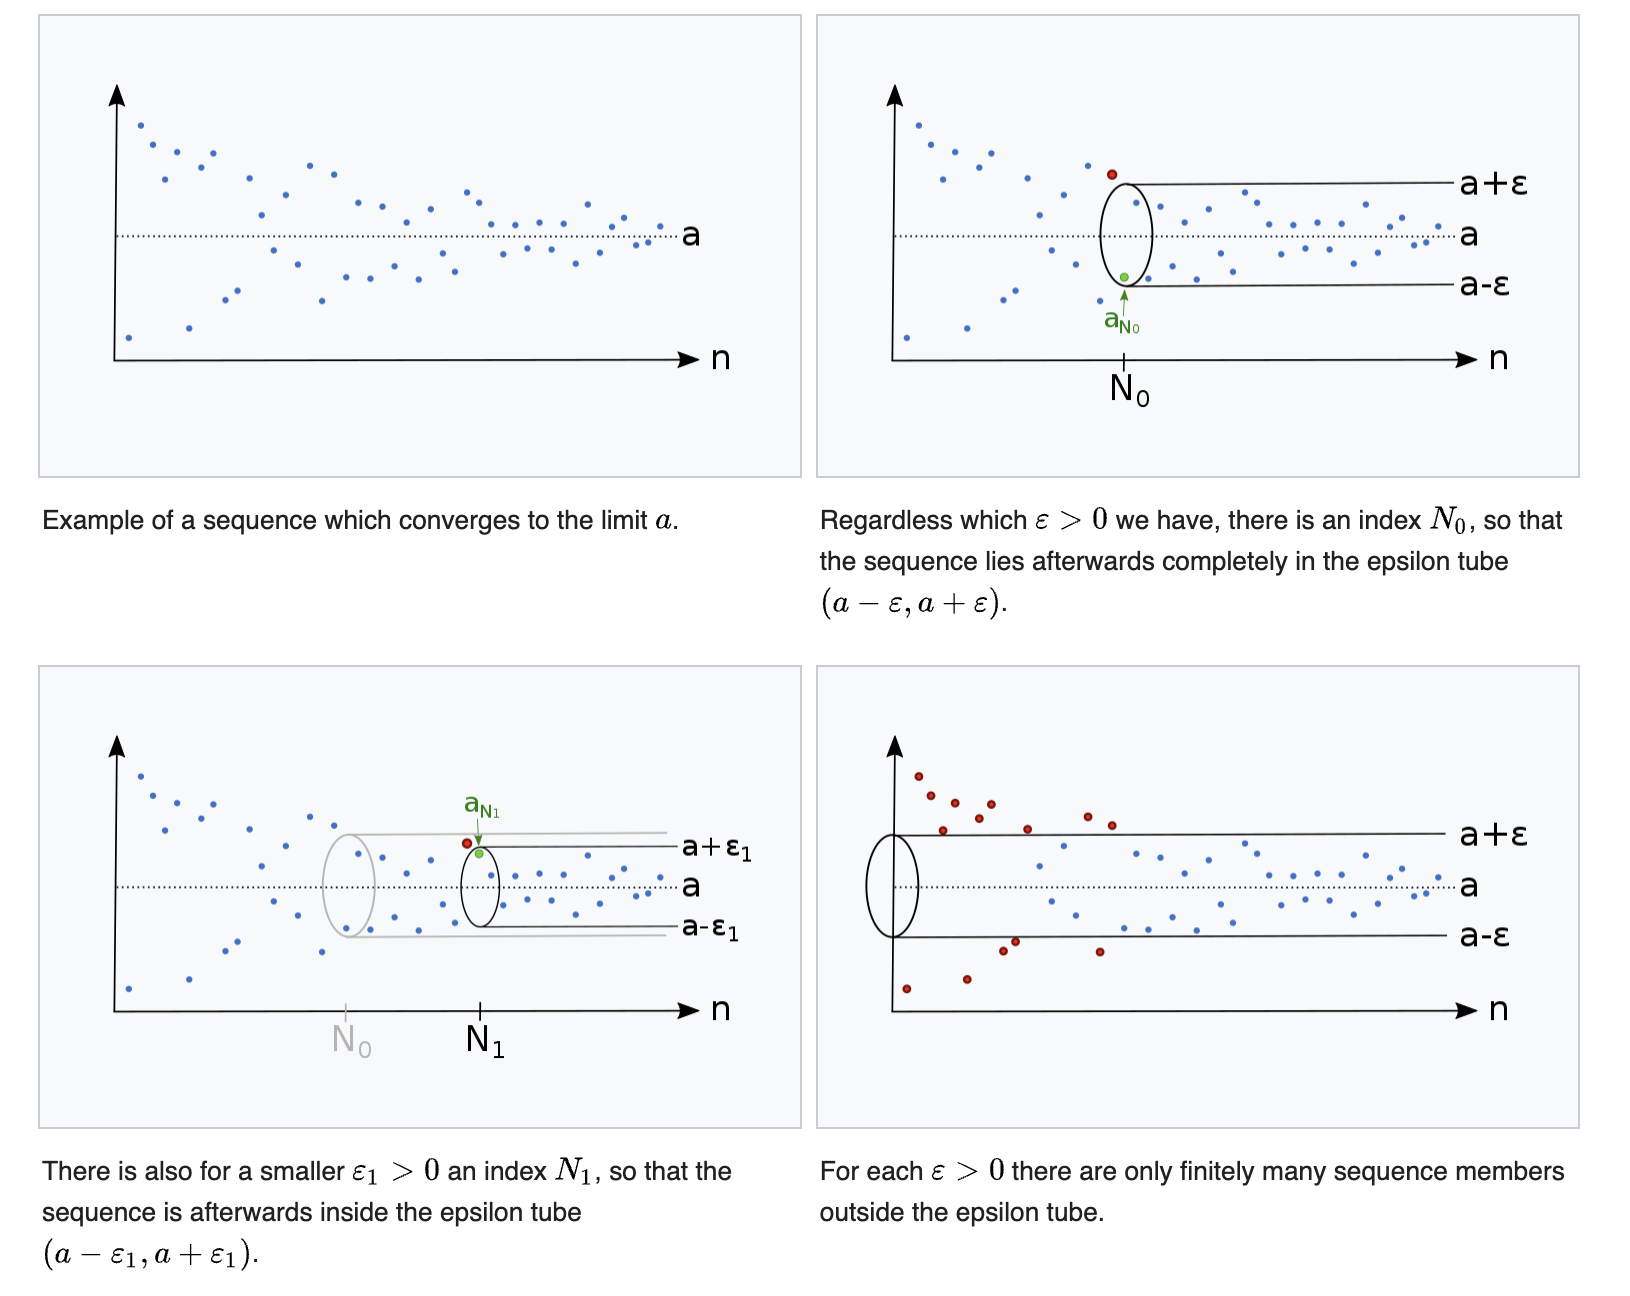 a
n
Example of a sequence which converges to the limit a.
a+ε
a
a-ε
aN₀
n
N₀
Regardless which ε > 0 we have, there is an index N₀, so that
the sequence lies afterwards completely in the epsilon tube
(a − ε, a + ε).
aN₁
a+ε₁
a
a-ε₁
n
N₀
N₁
There is also for a smaller ε₁ > 0 an index N₁, so that the
sequence is afterwards inside the epsilon tube
(a − ε₁, a + ε₁).
a+ε
a
a-ε
n
For each ε > 0 there are only finitely many sequence members
outside the epsilon tube.